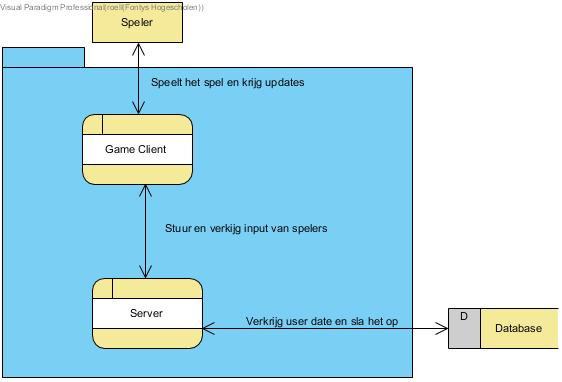 Visual Paradigm Professional(roell(Fontys Hogescholen))
Speler
Speelt het spel en krijg updates
Game Client
Stuur en verkijg input van spelers
Server
Verkrijg user date en sla het op
D
Database